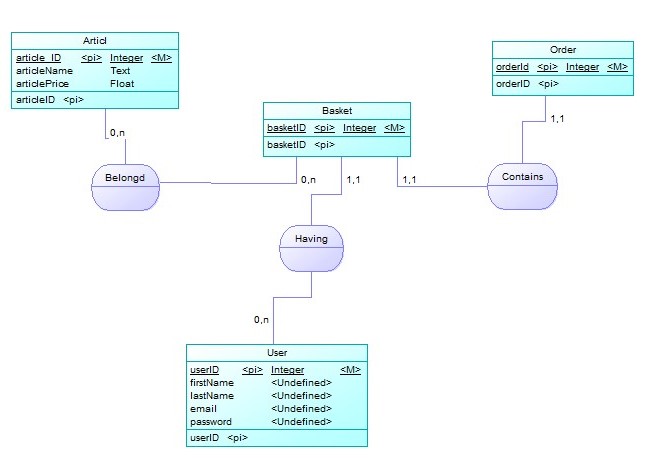 Articl
article_ID <pi> Integer <M>
articleName Text
articlePrice Float
articleID <pi>
Order
orderId <pi> Integer <M>
orderID <pi>
Basket
basketID <pi> Integer <M>
basketID <pi>
0,n
1,1
Belongd
0,n
1,1
1,1
Contains
Having
0,n
User
userID <pi> Integer <M>
firstName <Undefined>
lastName <Undefined>
email <Undefined>
password <Undefined>
userID <pi>